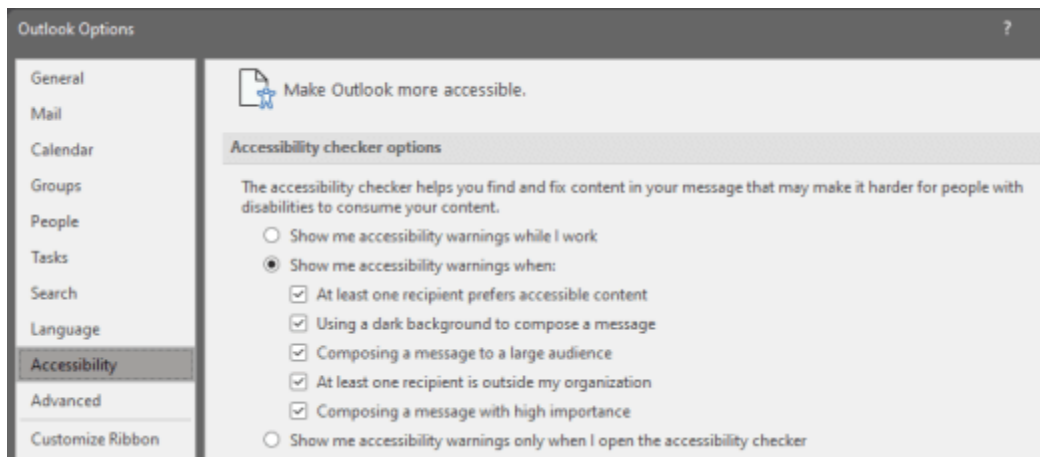 Outlook Options
?
General
Mail
Calendar
Groups
People
Tasks
Search
Language
Accessibility
Advanced
Customize Ribbon
Make Outlook more accessible.
Accessibility checker options
The accessibility checker helps you find and fix content in your message that may make it harder for people with
disabilities to consume your content.
Show me accessibility warnings while I work
Show me accessibility warnings when:
At least one recipient prefers accessible content
Using a dark background to compose a message
Composing a message to a large audience
At least one recipient is outside my organization
Composing a message with high importance
Show me accessibility warnings only when I open the accessibility checker